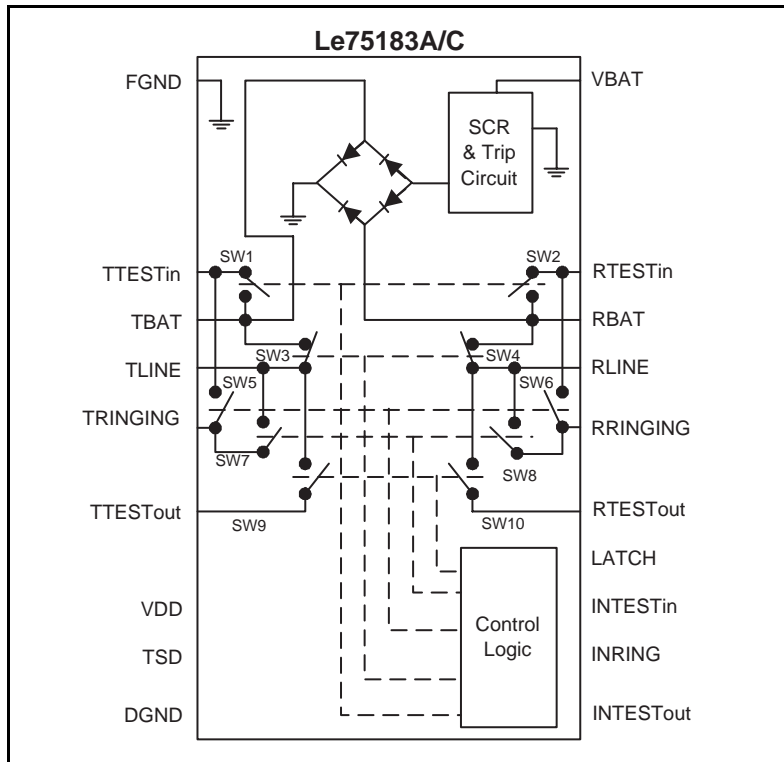 Le75183A/C
FGND
VBAT
SCR
& Trip
Circuit
SW1
SW2
TTESTin
RTESTin
TBAT
RBAT
SW3
SW4
TLINE
RLINE
SW5
SW6
TRINGING
RRINGING
SW7
SW8
TTESTout
RTESTout
SW9
SW10
LATCH
VDD
INTESTin
Control
Logic
TSD
INRING
DGND
INTESTout